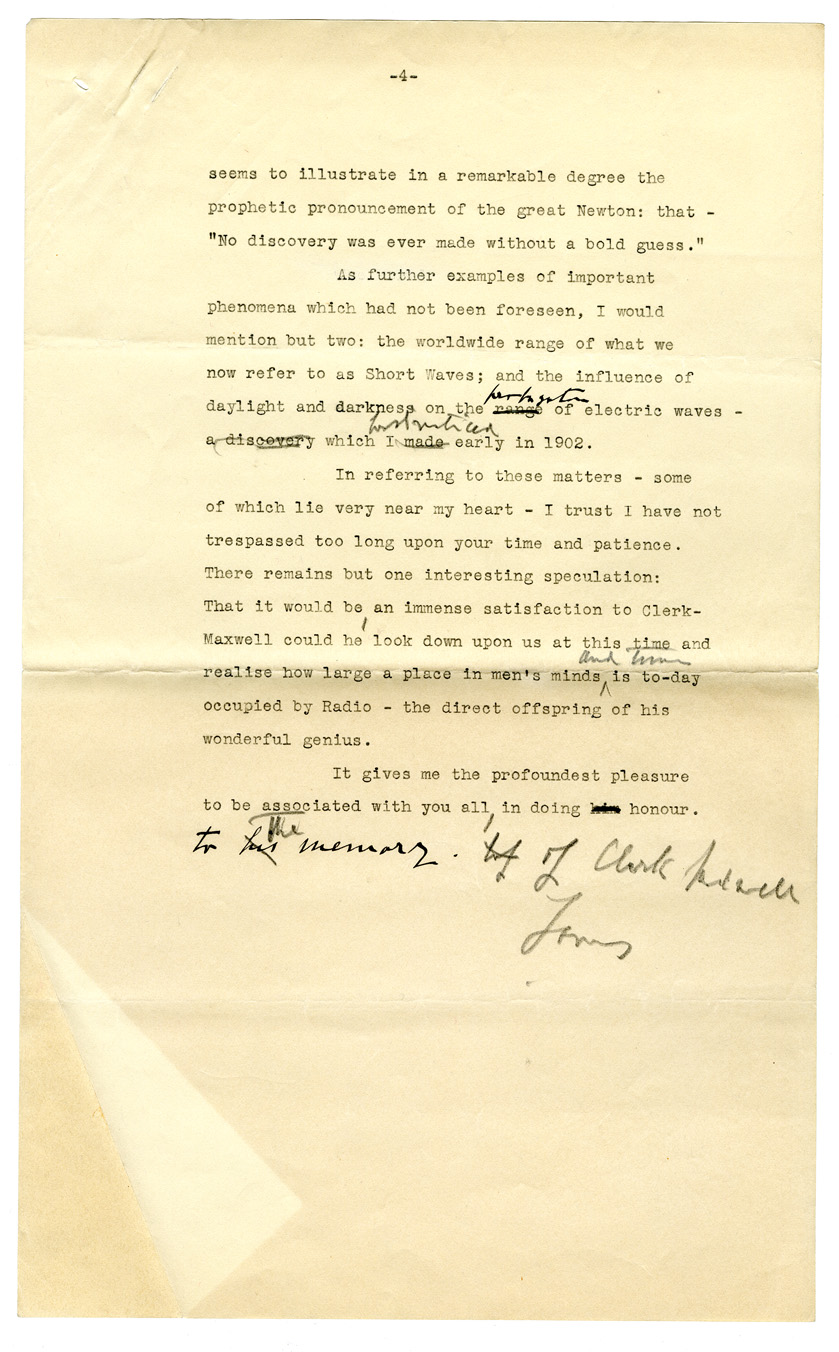 -4-
seems to illustrate in a remarkable degree the
prophetic pronouncement of the great Newton: that -
"No discovery was ever made without a bold guess."
As further examples of important
phenomena which had not been foreseen, I would
mention but two: the worldwide range of what we
now refer to as Short Waves; and the influence of
propagation
daylight and darkness on the range of electric waves -
first noticed
a discovery which I made early in 1902.
In referring to these matters - some
of which lie very near my heart - I trust I have not
trespassed too long upon your time and patience.
There remains but one interesting speculation:
That it would be, an immense satisfaction to Clerk-
Maxwell could he look down upon us at this time and
and
realise how large a place in men's minds is to-day
occupied by Radio - the direct offspring of his
wonderful genius.
It gives me the profoundest pleasure
to be associated with you all, in doing him honour.
the
to his memory. of of Clerk Maxwell